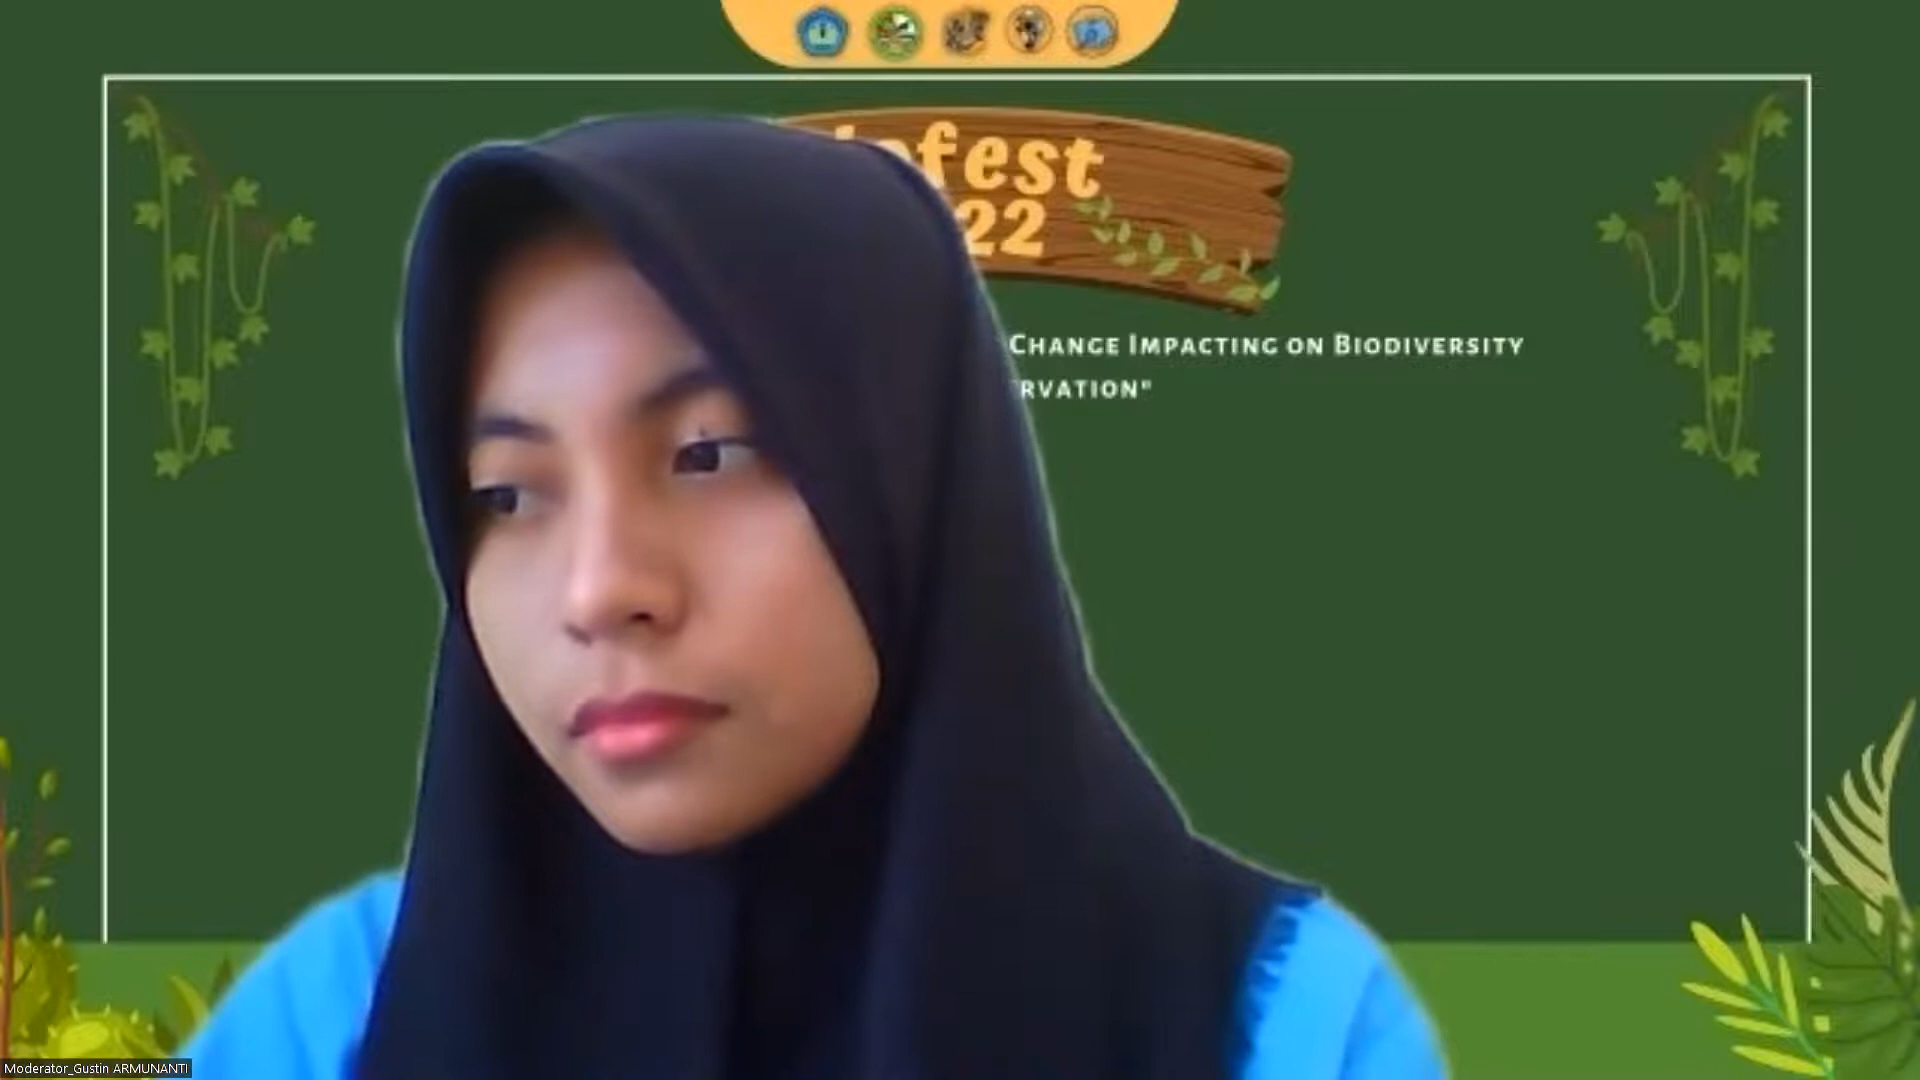 fest
22
Change Impacting on Biodiversity
rvation"
Moderator_Gustin ARMUNANTI